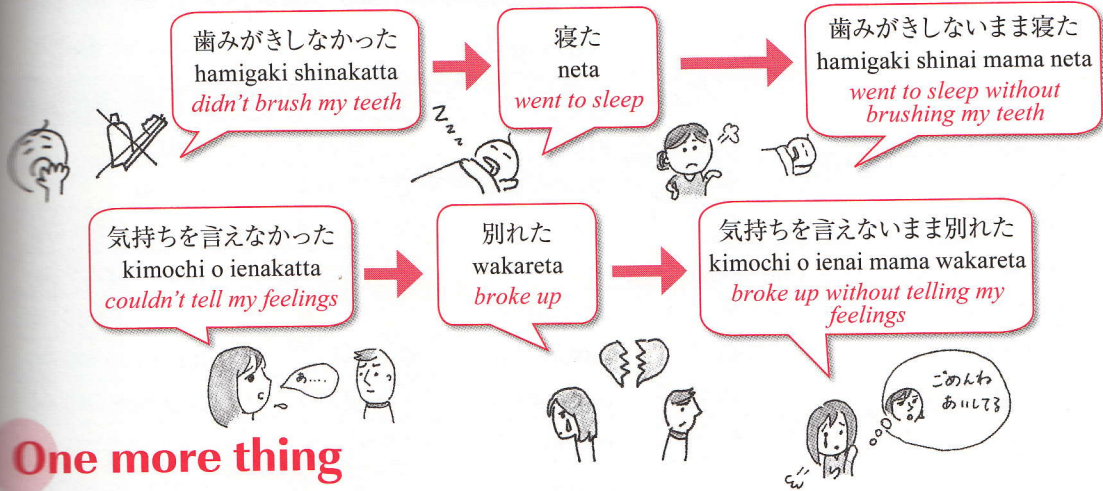 歯みがきしなかった
hamigaki shinakatta
didn't brush my teeth
寝た
neta
went to sleep
歯みがきしないまま寝た
hamigaki shinai mama neta
went to sleep without
brushing my teeth
Zzzz
気持ちを言えなかった
kimochi o ienakatta
couldn't tell my feelings
別れた
wakareta
broke up
気持ちを言えないまま別れた
kimochi o ienai mama wakareta
broke up without telling my
feelings
あ....
ごめんね
あいしてる
One more thing